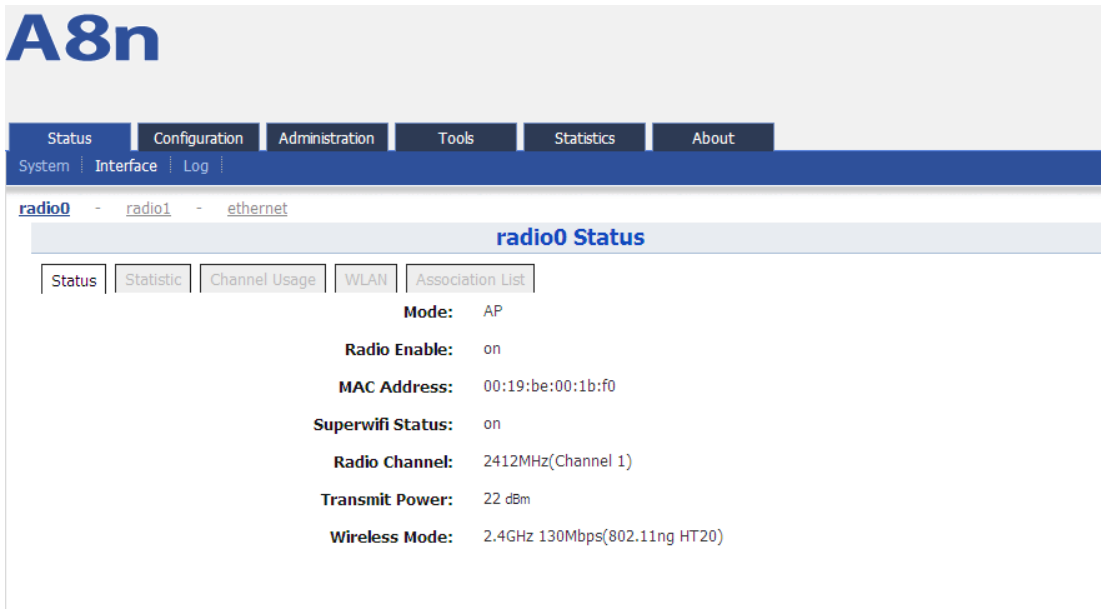 A8n
Status Configuration Administration Tools Statistics About
System Interface Log
radio0 - radio1 - ethernet
radio0 Status
Status Statistic Channel Usage WLAN Association List
Mode: AP
Radio Enable: on
MAC Address: 00:19:be:00:1b:f0
Superwifi Status: on
Radio Channel: 2412MHz(Channel 1)
Transmit Power: 22 dBm
Wireless Mode: 2.4GHz 130Mbps(802.11ng HT20)